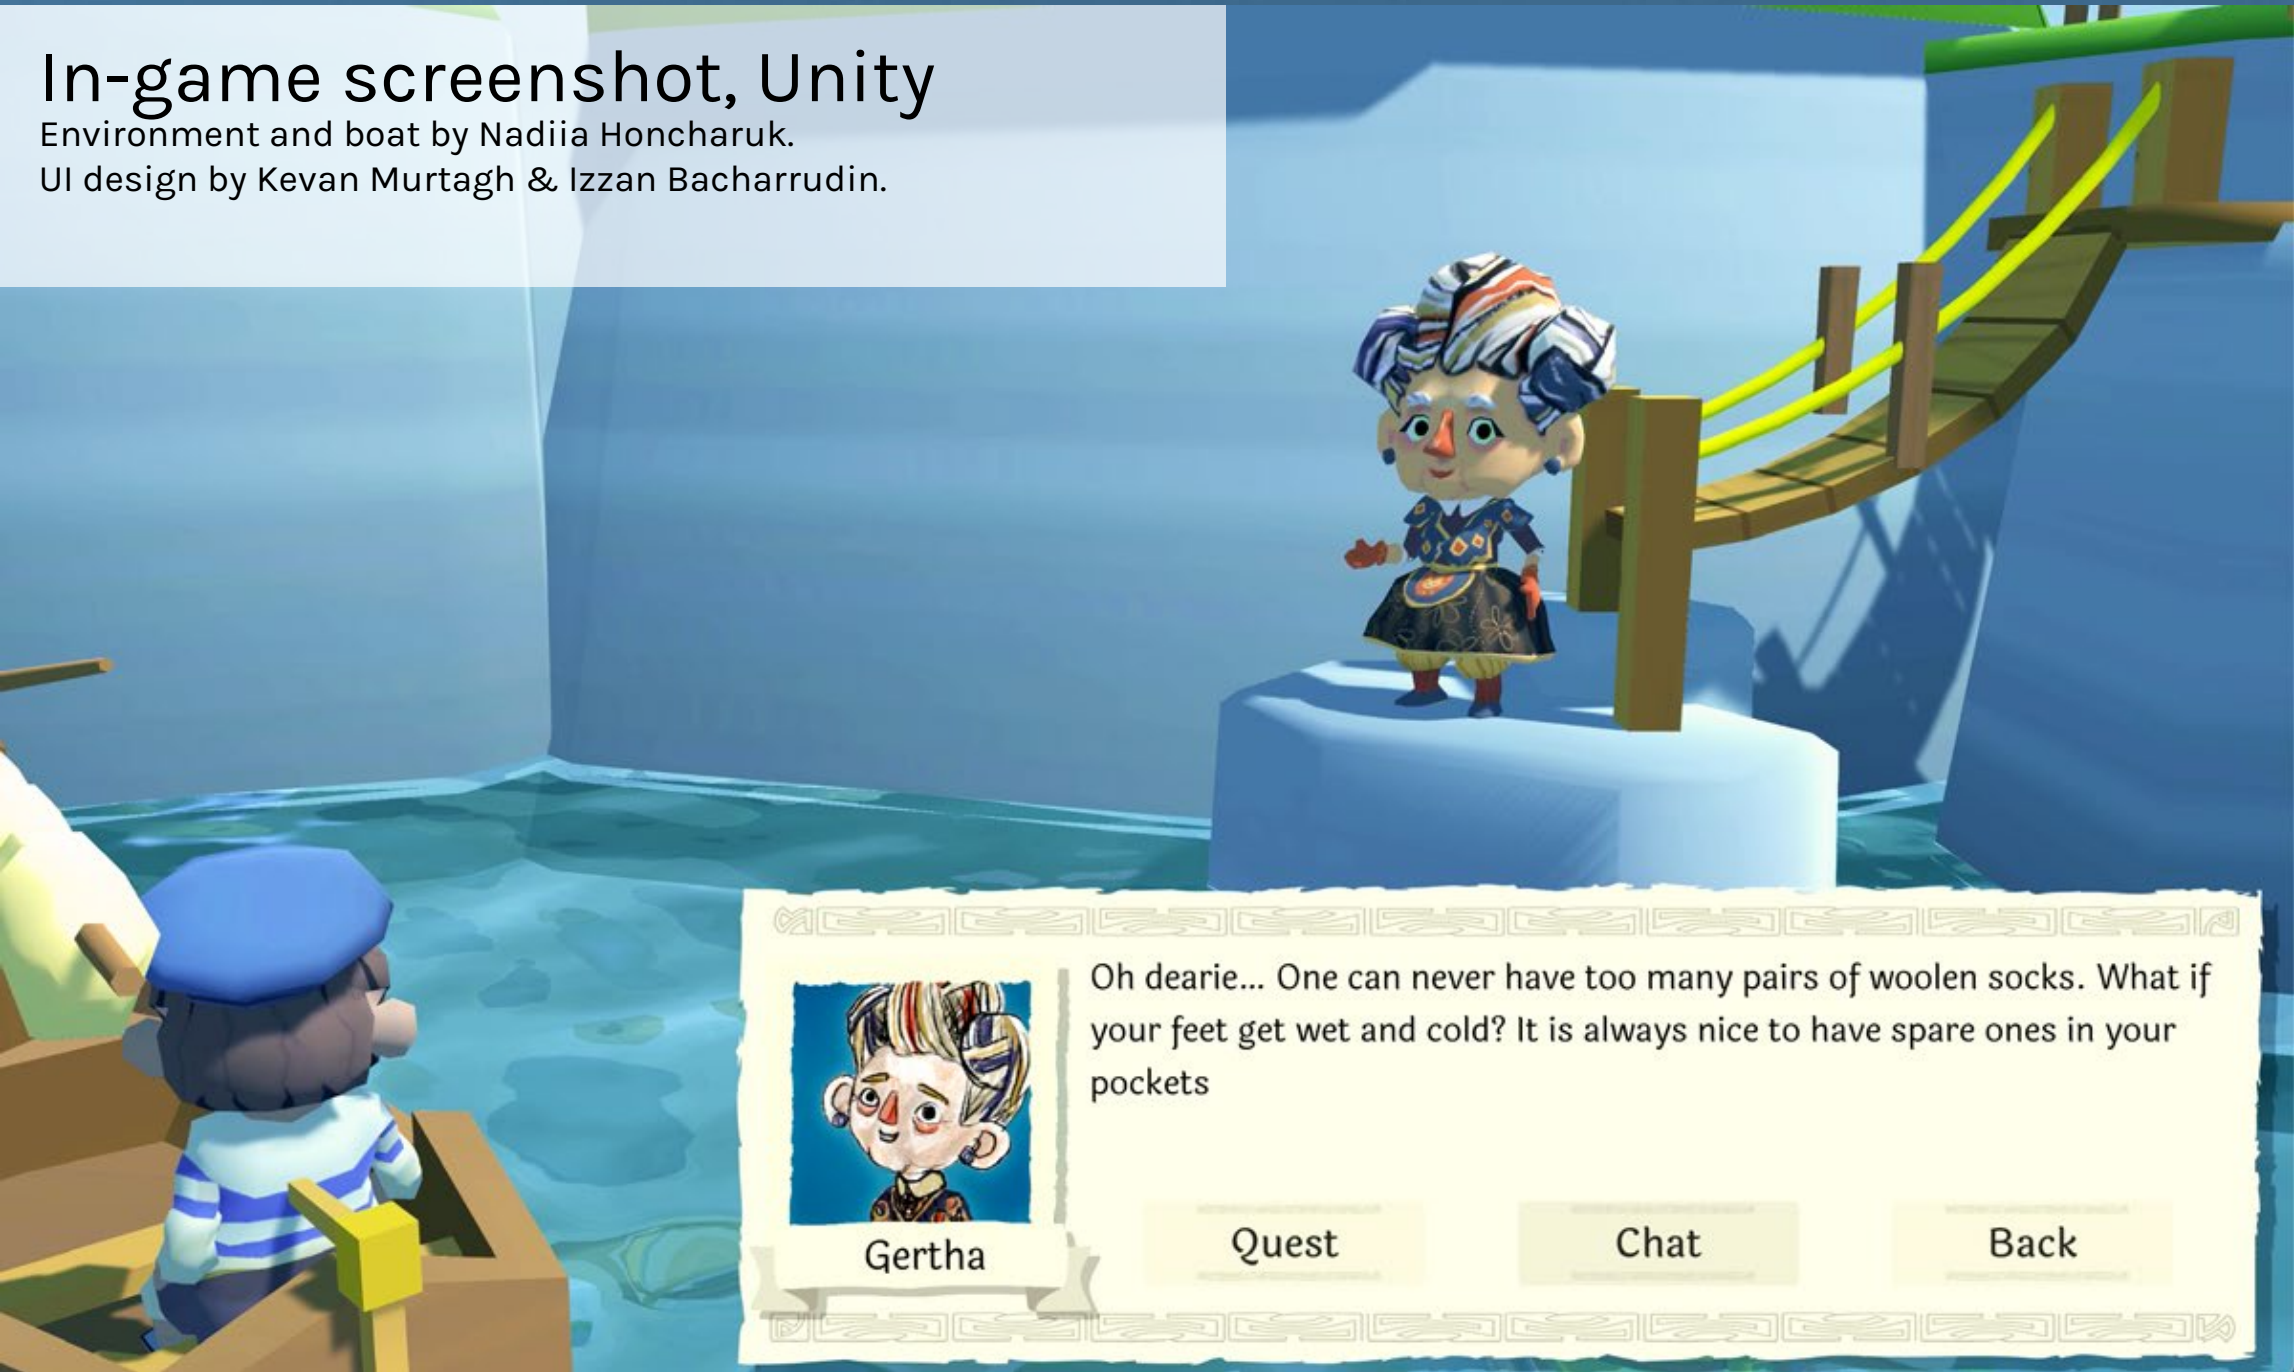 In-game screenshot, Unity
Environment and boat by Nadiia Honcharuk.
UI design by Kevan Murtagh & Izzan Bacharrudin.
Oh dearie... One can never have too many pairs of woolen socks. What if
your feet get wet and cold? It is always nice to have spare ones in your
pockets
Gertha
Quest
Chat
Back